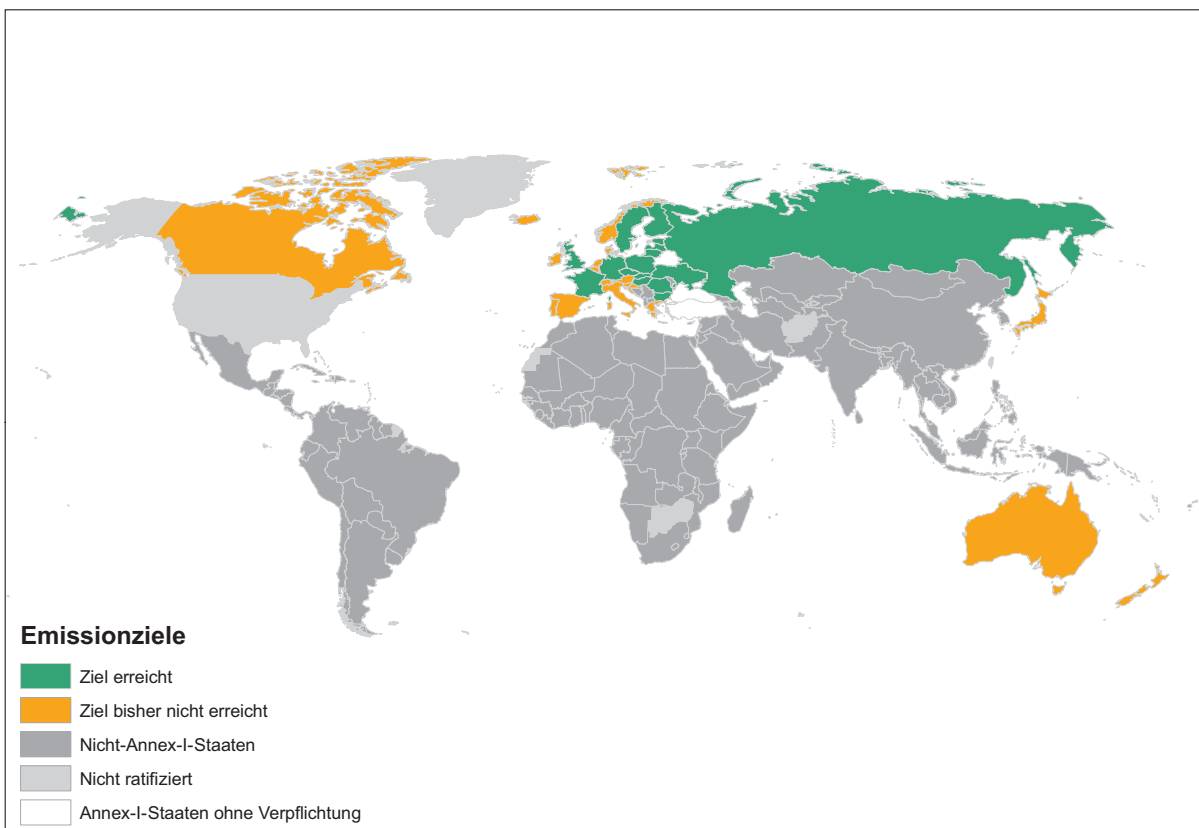 Emissionziele
Ziel erreicht
Ziel bisher nicht erreicht
Nicht-Annex-I-Staaten
Nicht ratifiziert
Annex-I-Staaten ohne Verpflichtung